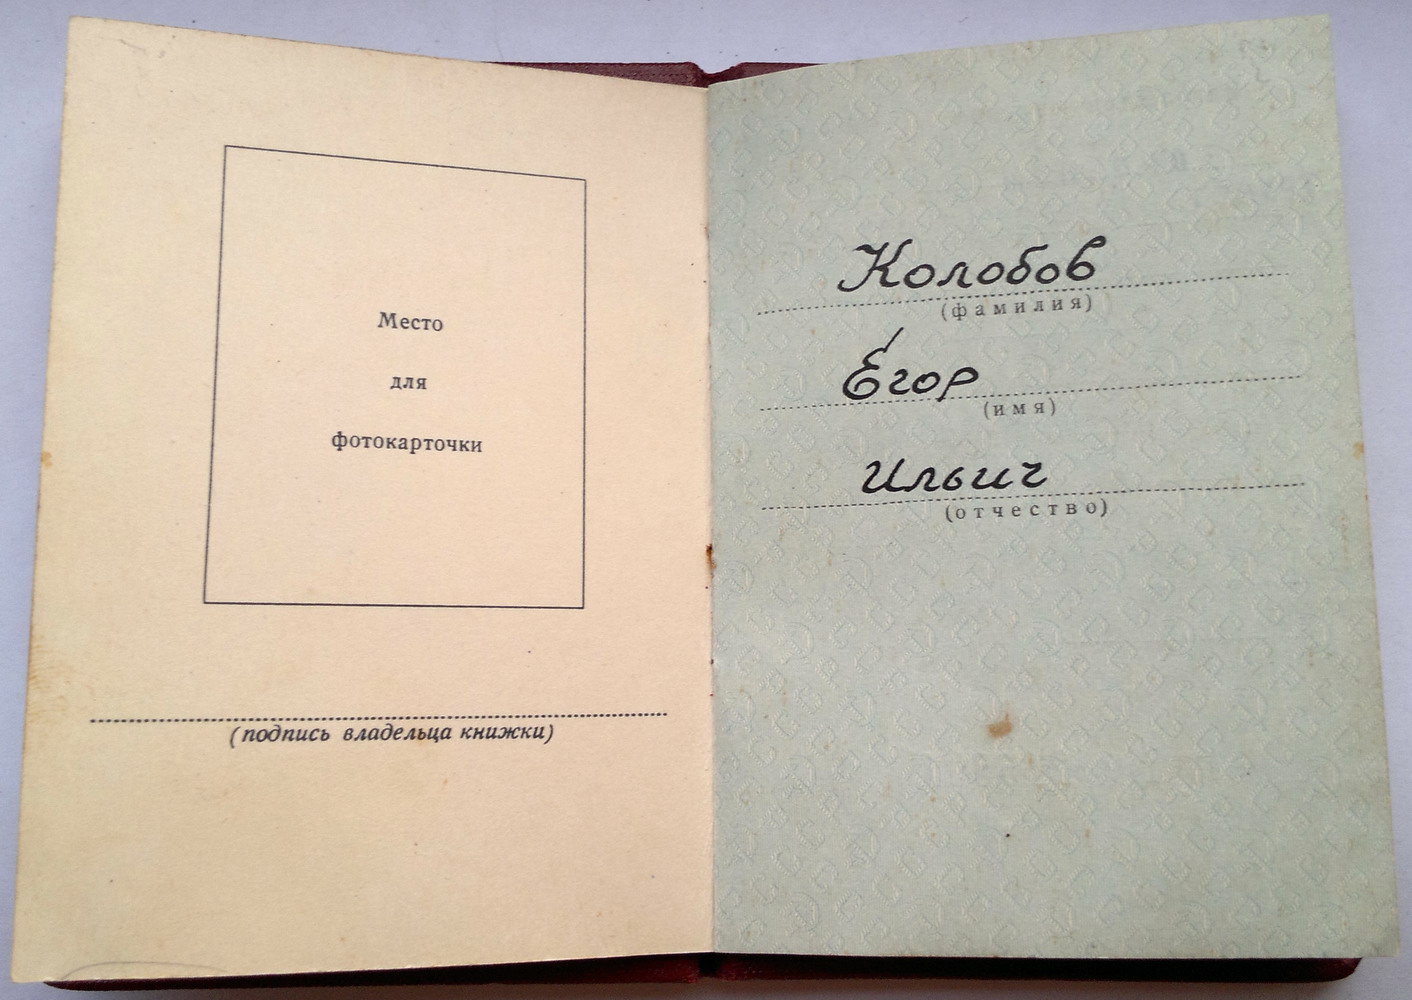 Место
для
фотокарточки
(подпись владельца книжки)
Колобов
(фамилия)
Егор
(имя)
Ильич
(отчество)